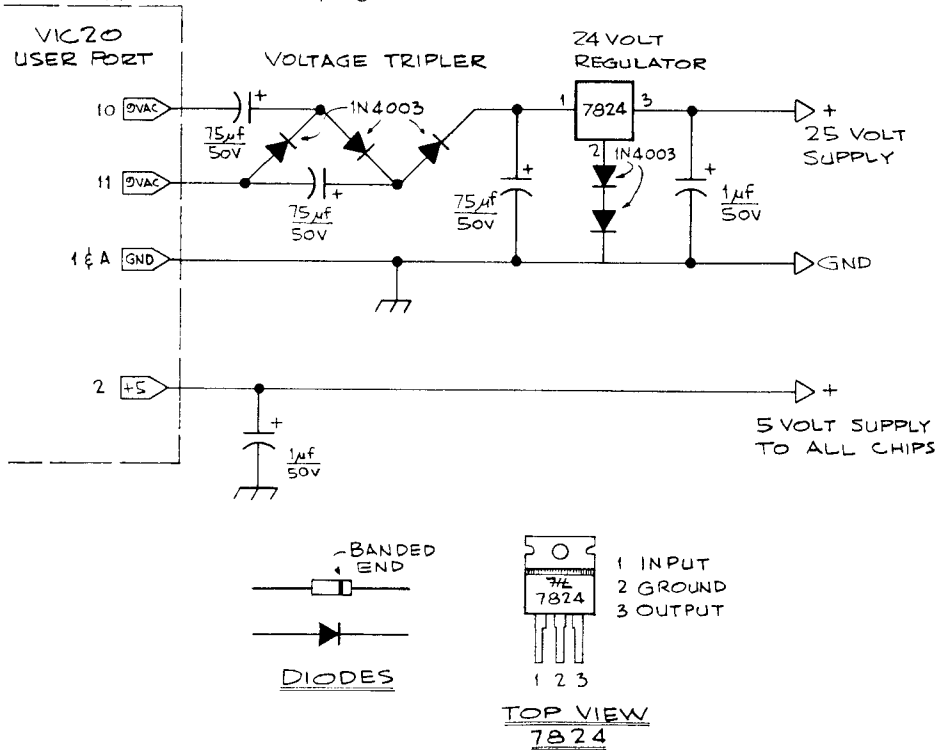 VIC20
USER PORT
VOLTAGE TRIPLER
24 VOLT
REGULATOR
10 9VAC
+
1N4003
75µf
50V
1 7824 3
2
1N4003
+
25 VOLT
SUPPLY
11 9VAC
+
75µf
50V
+
75µf
50V
+
1µf
50V
1 & A GND
GND
2 +5
+
+
1µf
50V
5 VOLT SUPPLY
TO ALL CHIPS
BANDED
END
DIODES
7824
1 INPUT
2 GROUND
3 OUTPUT
1 2 3
TOP VIEW
7824